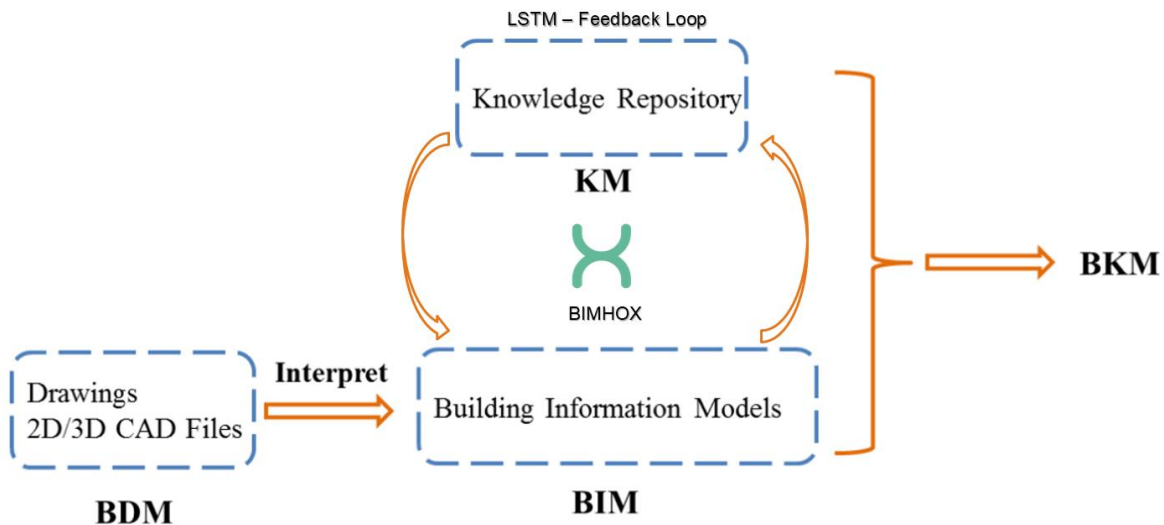 LSTM – Feedback Loop
Knowledge Repository
KM
BIMHOX
Interpret
Drawings
2D/3D CAD Files
Building Information Models
BKM
BDM
BIM